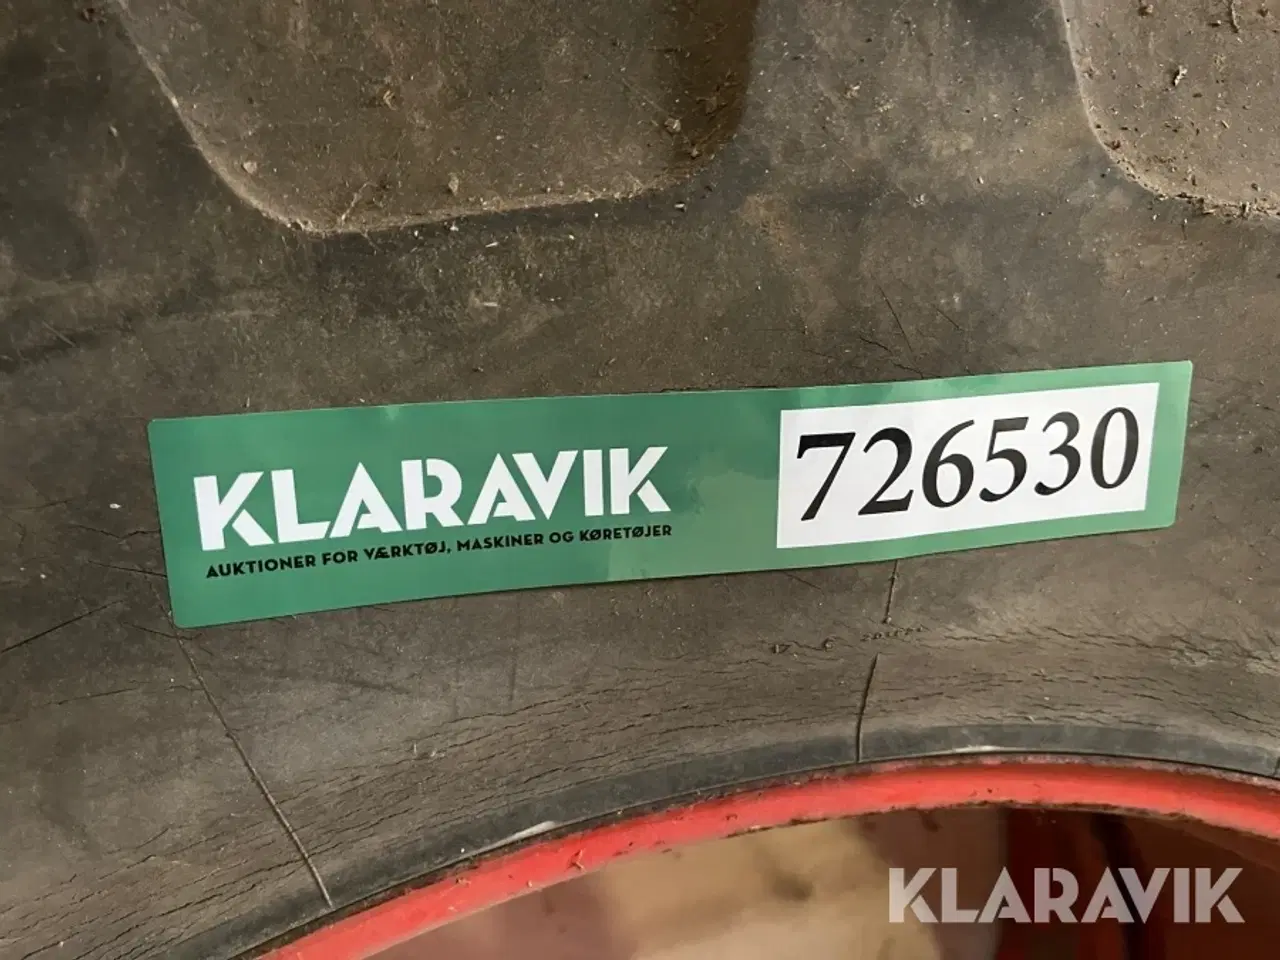 KLARAVIK
AUKTIONER FOR VÆRKTØJ, MASKINER OG KØRETØJER
726530
KLARAVIK